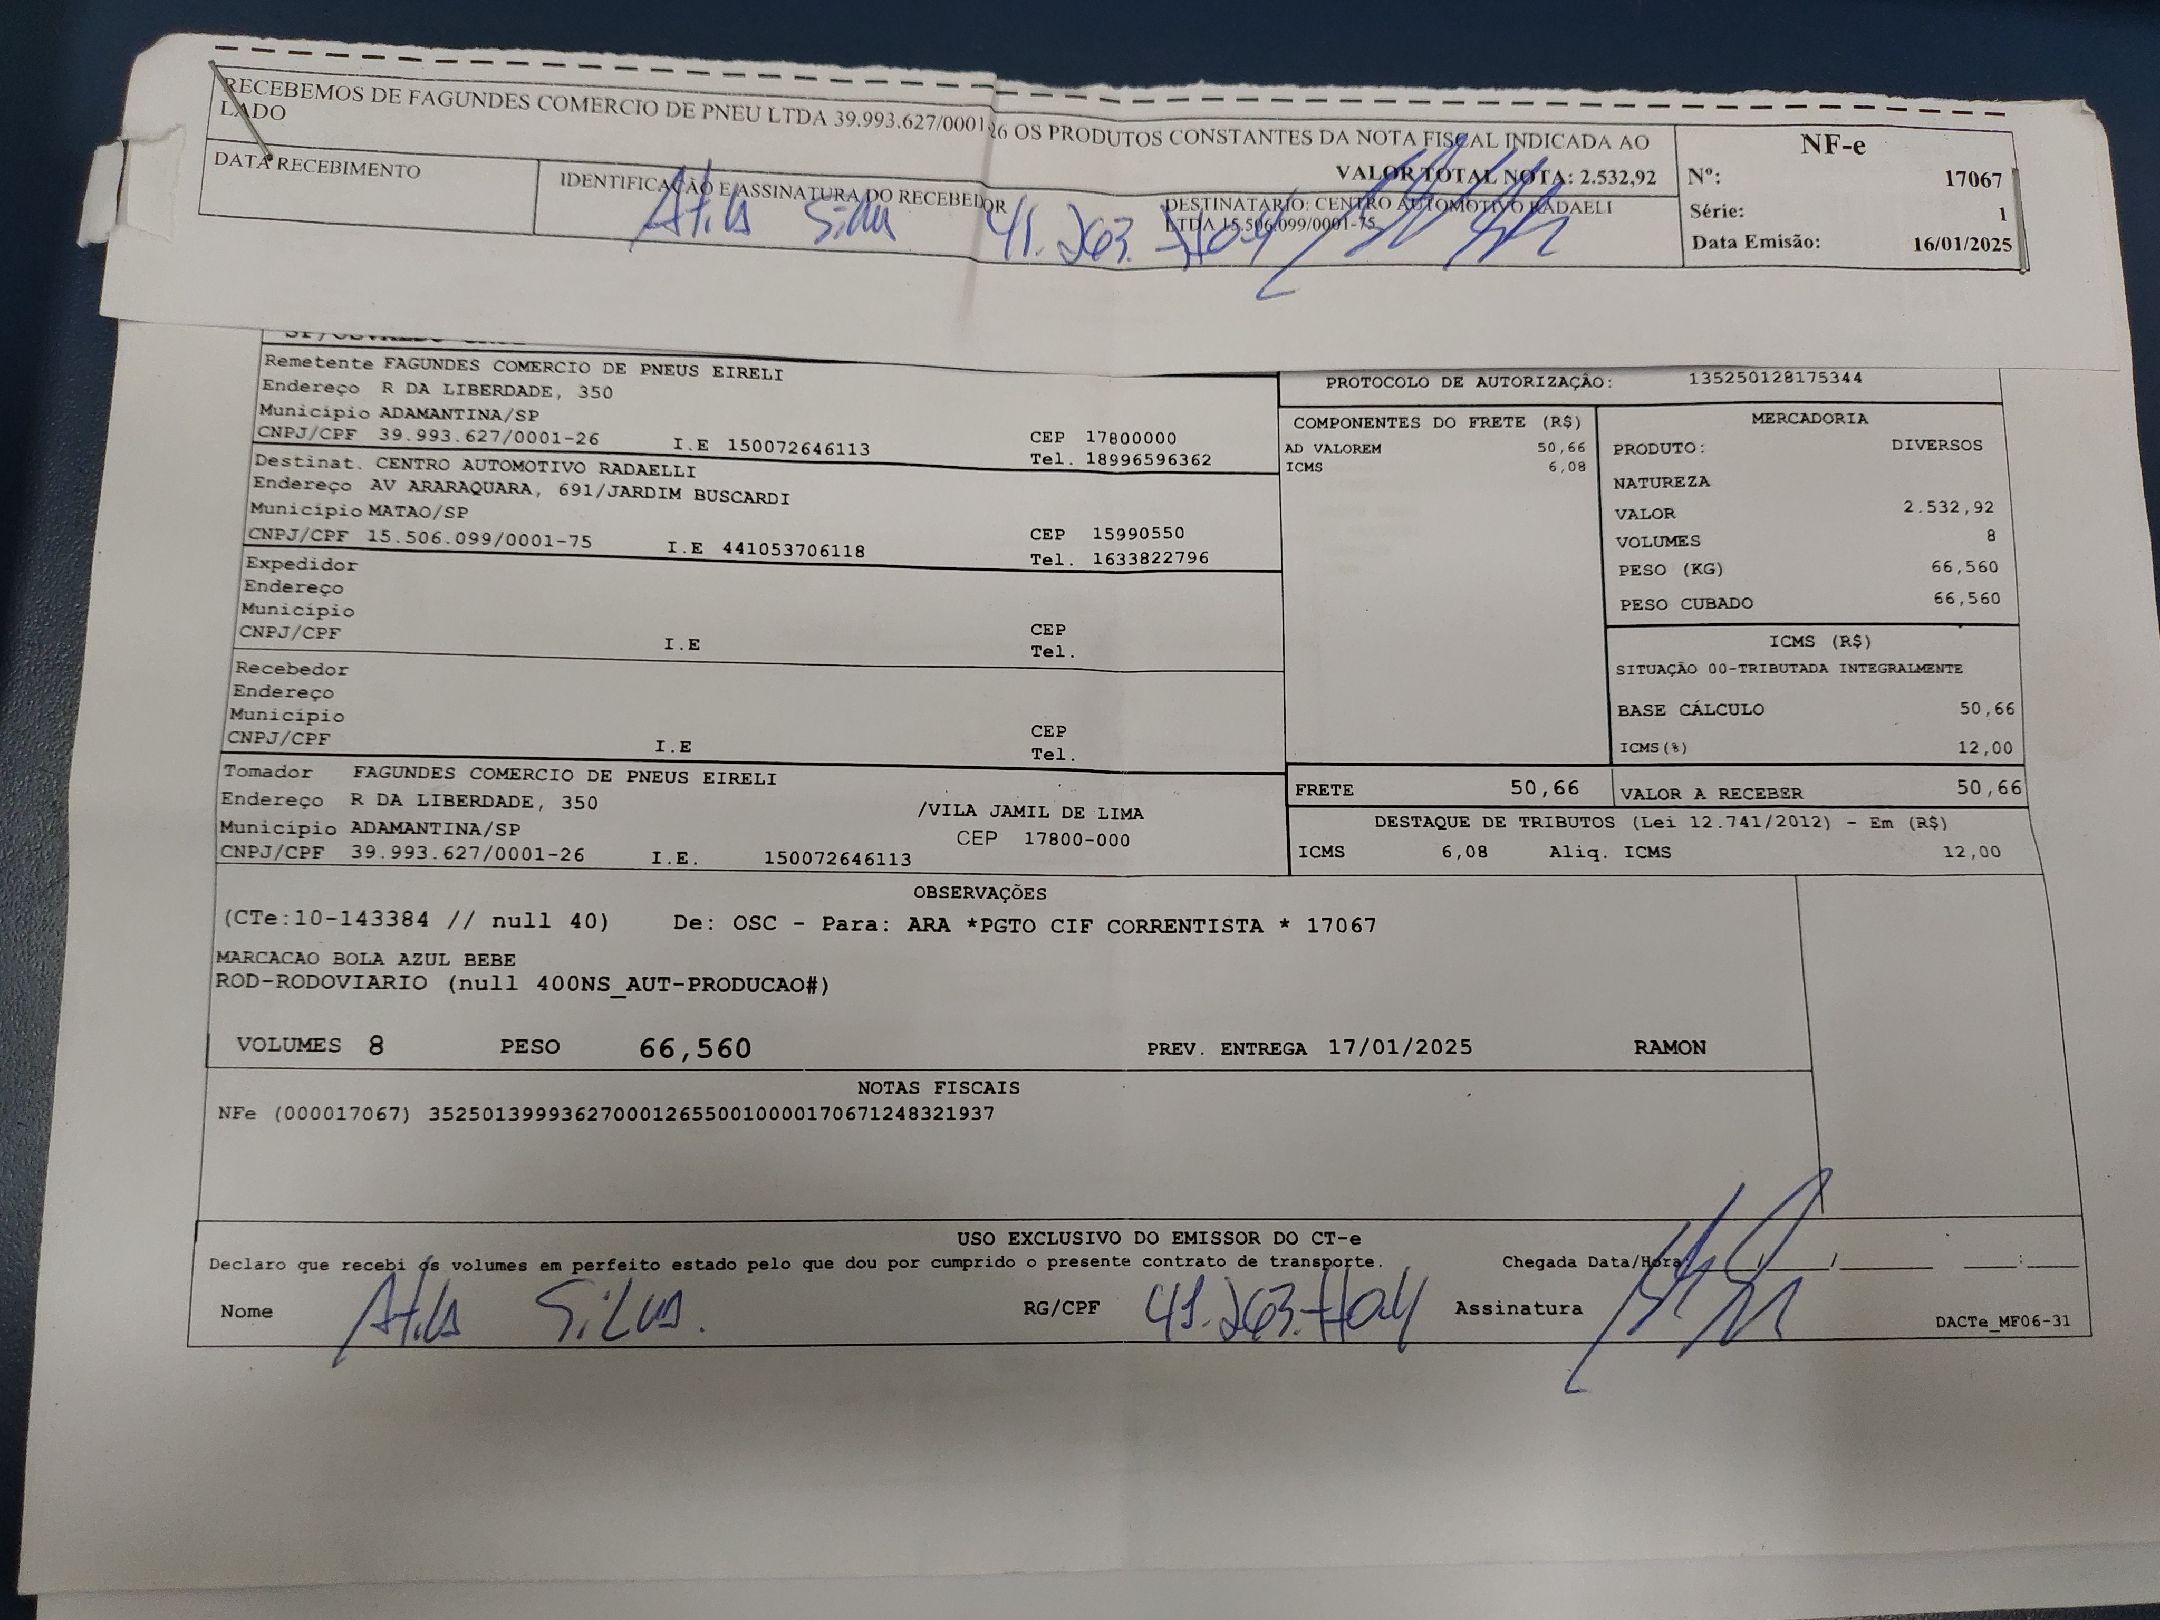 RECEBEMOS DE FAGUNDES COMERCIO DE PNEU LTDA 39.993.627/0001-26 OS PRODUTOS CONSTANTES DA NOTA FISCAL INDICADA AO
LADO
VALOR TOTAL NOTA: 2.532,92
DATA RECEBIMENTO
IDENTIFICAÇÃO E ASSINATURA DO RECEBEDOR
DESTINATARIO: CENTRO AUTOMOTIVO RADAELI
LTDA 15.506.099/0001-75
Silva 41.263.
NF-e
Nº: 17067
Série: 1
Data Emissão: 16/01/2025
Remetente FAGUNDES COMERCIO DE PNEUS EIRELI
Endereço R DA LIBERDADE, 350
Município ADAMANTINA/SP
CNPJ/CPF 39.993.627/0001-26 I.E 150072646113
CEP 17800000
Tel. 18996596362
Destinat. CENTRO AUTOMOTIVO RADAELLI
Endereço AV ARARAQUARA, 691/JARDIM BUSCARDI
Município MATAO/SP
CNPJ/CPF 15.506.099/0001-75 I.E 441053706118
CEP 15990550
Tel. 1633822796
Expedidor
Endereço
Município
CNPJ/CPF I.E
CEP
Tel.
Recebedor
Endereço
Município
CNPJ/CPF I.E
CEP
Tel.
Tomador FAGUNDES COMERCIO DE PNEUS EIRELI
Endereço R DA LIBERDADE, 350 /VILA JAMIL DE LIMA
Município ADAMANTINA/SP CEP 17800-000
CNPJ/CPF 39.993.627/0001-26 I.E. 150072646113
PROTOCOLO DE AUTORIZAÇÃO: 135250128175344
COMPONENTES DO FRETE (R$)
AD VALOREM 50,66
ICMS 6,08
MERCADORIA
PRODUTO: DIVERSOS
NATUREZA
VALOR 2.532,92
VOLUMES 8
PESO (KG) 66,560
PESO CUBADO 66,560
ICMS (R$)
SITUAÇÃO 00-TRIBUTADA INTEGRALMENTE
BASE CÁLCULO 50,66
ICMS(%) 12,00
FRETE 50,66 VALOR A RECEBER 50,66
DESTAQUE DE TRIBUTOS (Lei 12.741/2012) - Em (R$)
ICMS 6,08 Aliq. ICMS 12,00
OBSERVAÇÕES
(CTe:10-143384 // null 40) De: OSC - Para: ARA *PGTO CIF CORRENTISTA * 17067
MARCACAO BOLA AZUL BEBE
ROD-RODOVIARIO (null 400NS_AUT-PRODUCAO#)
VOLUMES 8 PESO 66,560 PREV. ENTREGA 17/01/2025 RAMON
NOTAS FISCAIS
NFe (000017067) 35250139993627000126550010000170671248321937
USO EXCLUSIVO DO EMISSOR DO CT-e
Declaro que recebi os volumes em perfeito estado pelo que dou por cumprido o presente contrato de transporte. Chegada Data/Hora / / :
Nome Silva. RG/CPF 41.263. Assinatura
DACTe_MF06-31